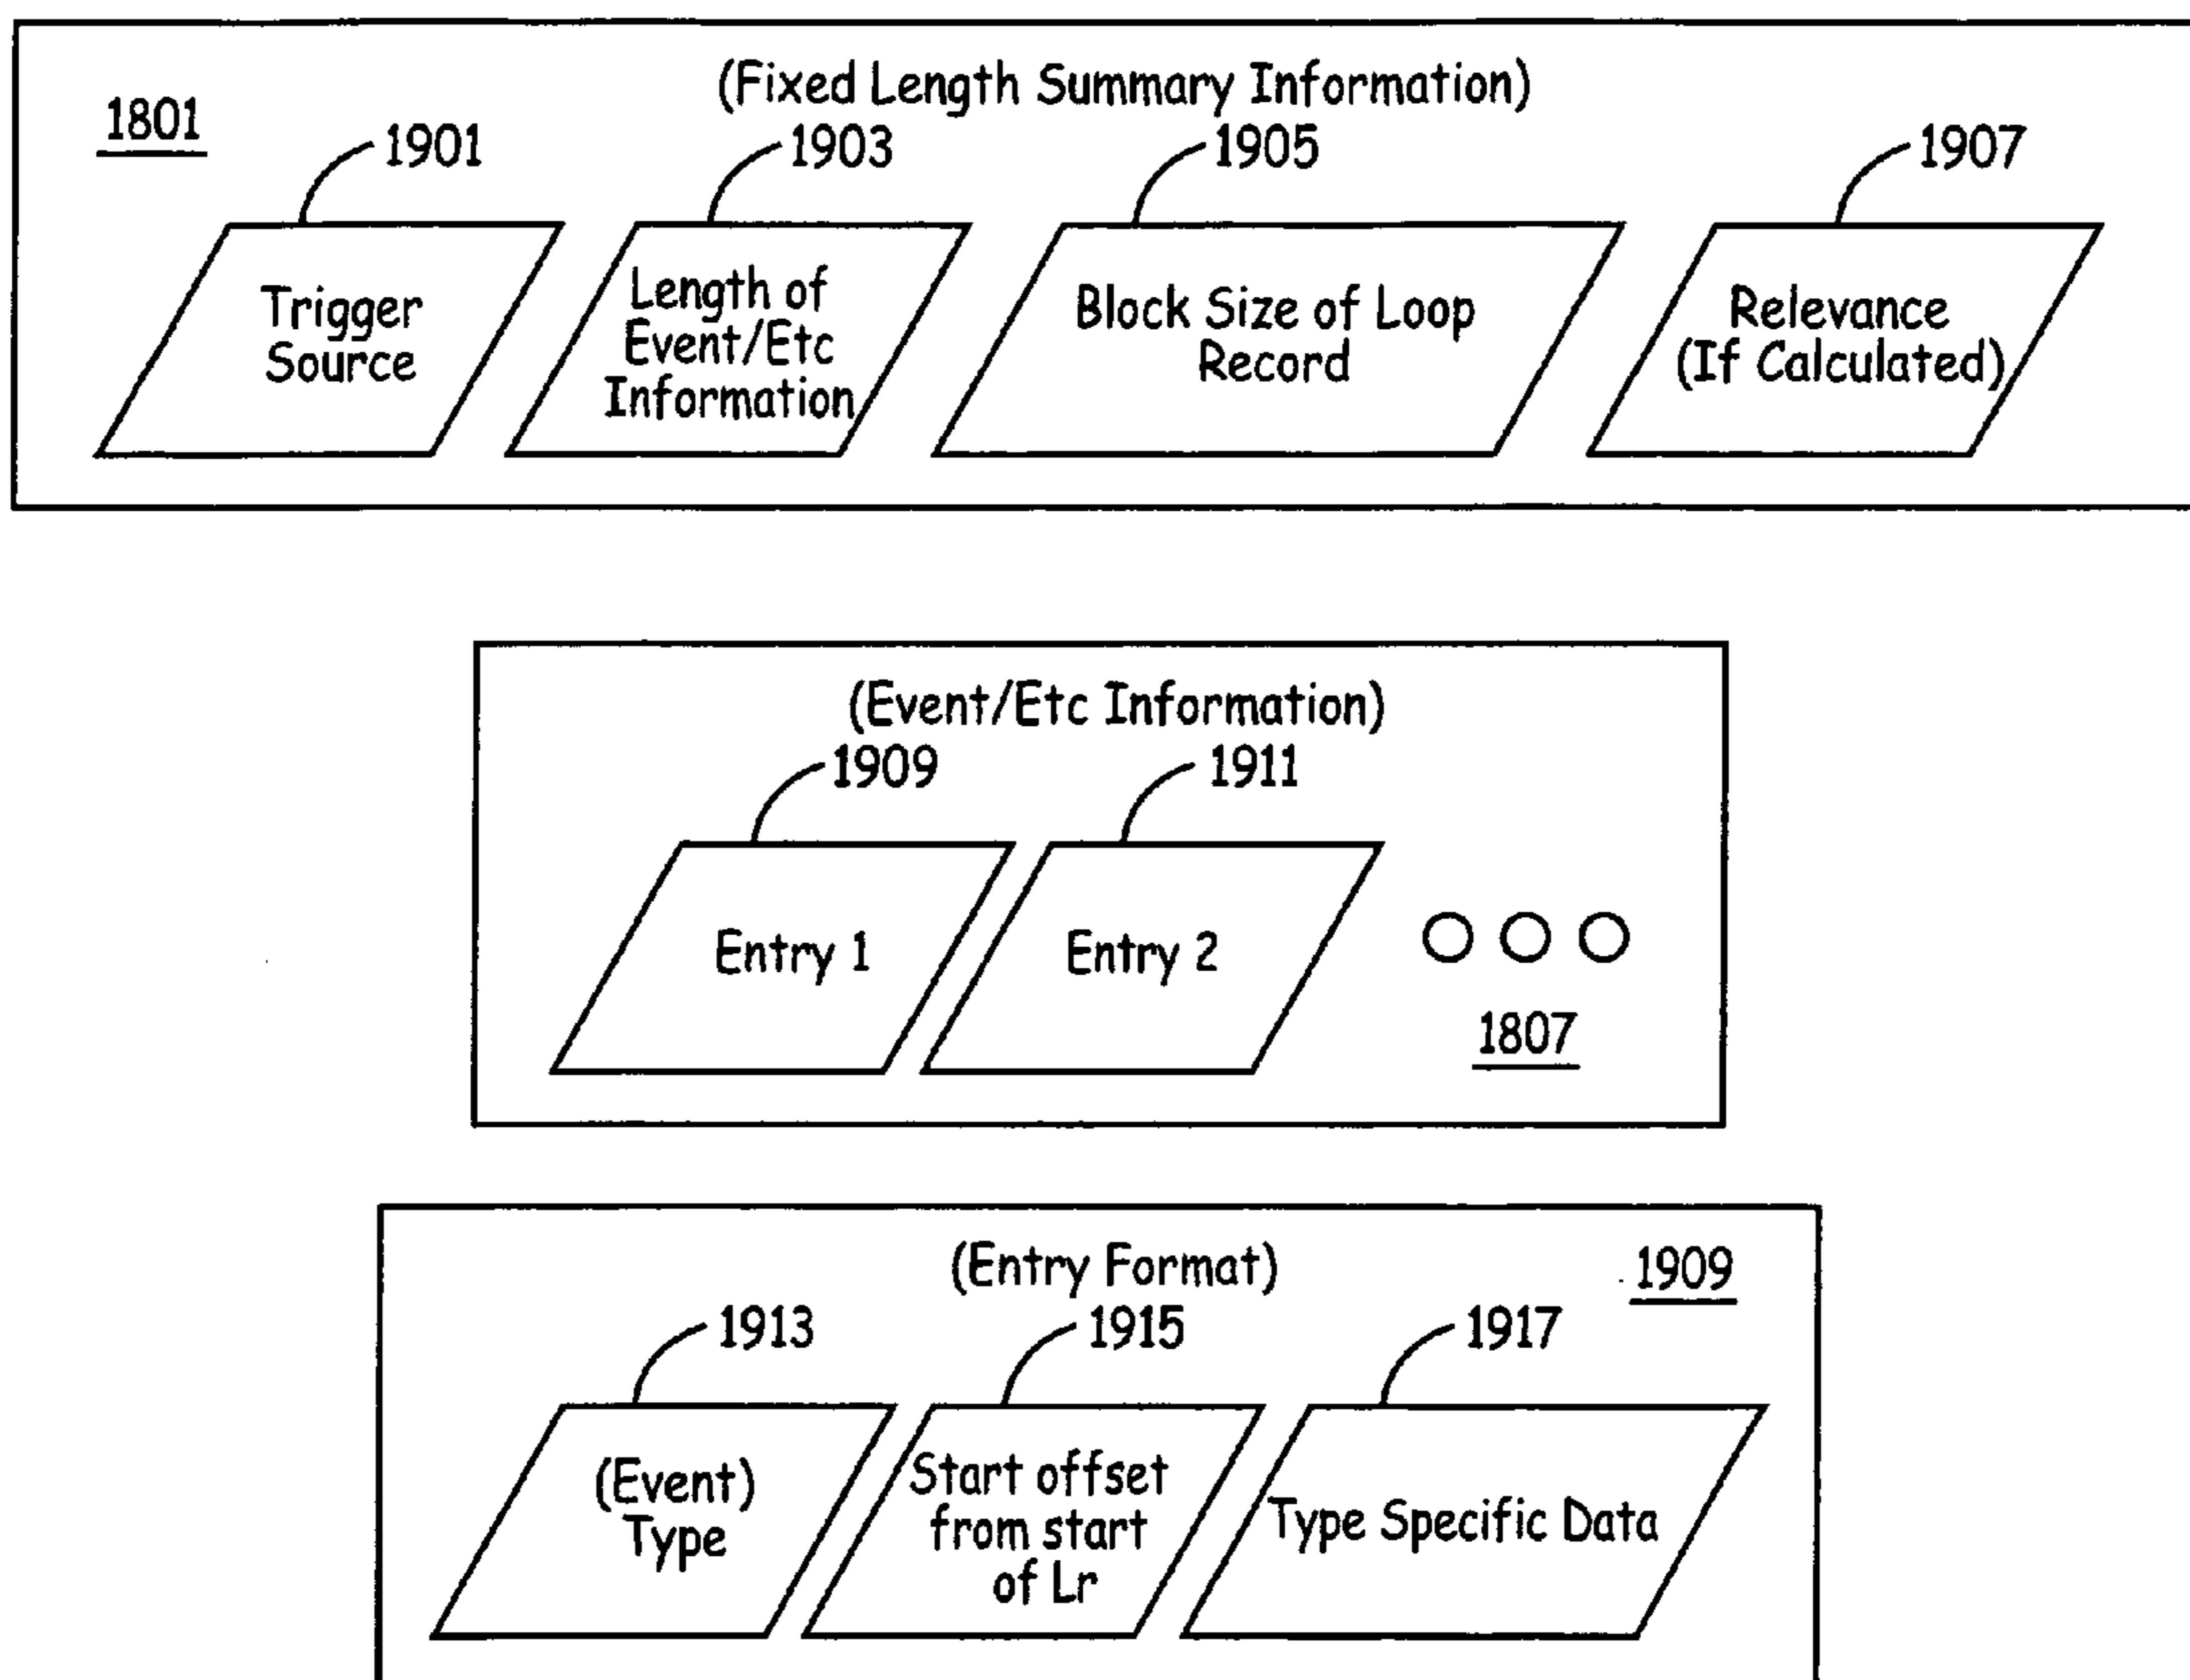 (Fixed Length Summary Information)
1801
1901
1903
1905
1907
Trigger
Source
Length of
Event/Etc
Information
Block Size of Loop
Record
Relevance
(If Calculated)
(Event/Etc Information)
1909
1911
Entry 1
Entry 2
1807
(Entry Format)
1909
1913
1915
1917
(Event)
Type
Start offset
from start
of Lr
Type Specific Data